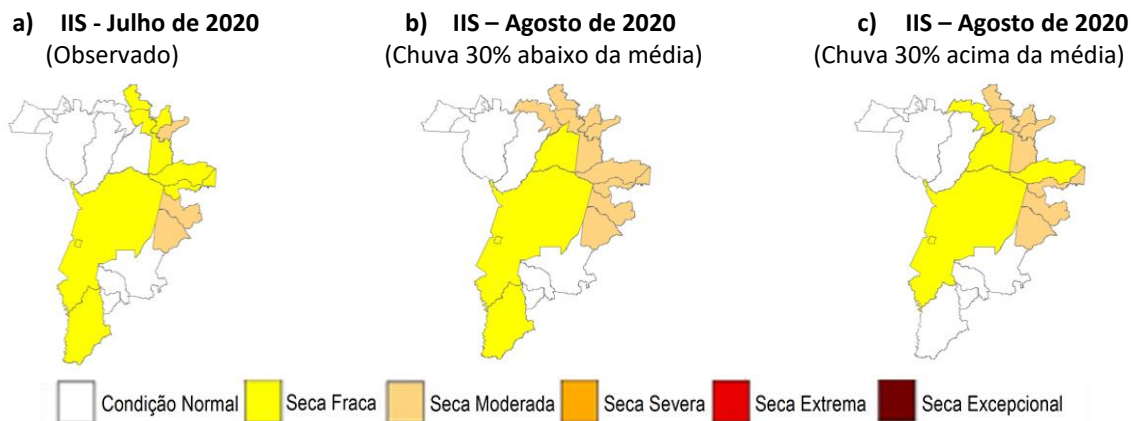 a) IIS - Julho de 2020
(Observado)
b) IIS – Agosto de 2020
(Chuva 30% abaixo da média)
c) IIS – Agosto de 2020
(Chuva 30% acima da média)
Condição Normal
Seca Fraca
Seca Moderada
Seca Severa
Seca Extrema
Seca Excepcional